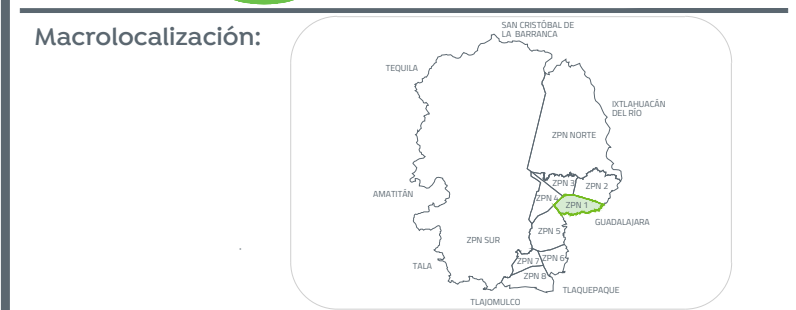 Macrolocalización:
SAN CRISTÓBAL DE
LA BARRANCA
TEQUILA
IXTLAHUACÁN
DEL RÍO
ZPN NORTE
ZPN 3
ZPN 2
AMATITÁN
ZPN 4
ZPN 1
GUADALAJARA
ZPN 5
ZPN SUR
ZPN 7
ZPN 6
TALA
ZPN 8
TLAQUEPAQUE
TLAJOMULCO